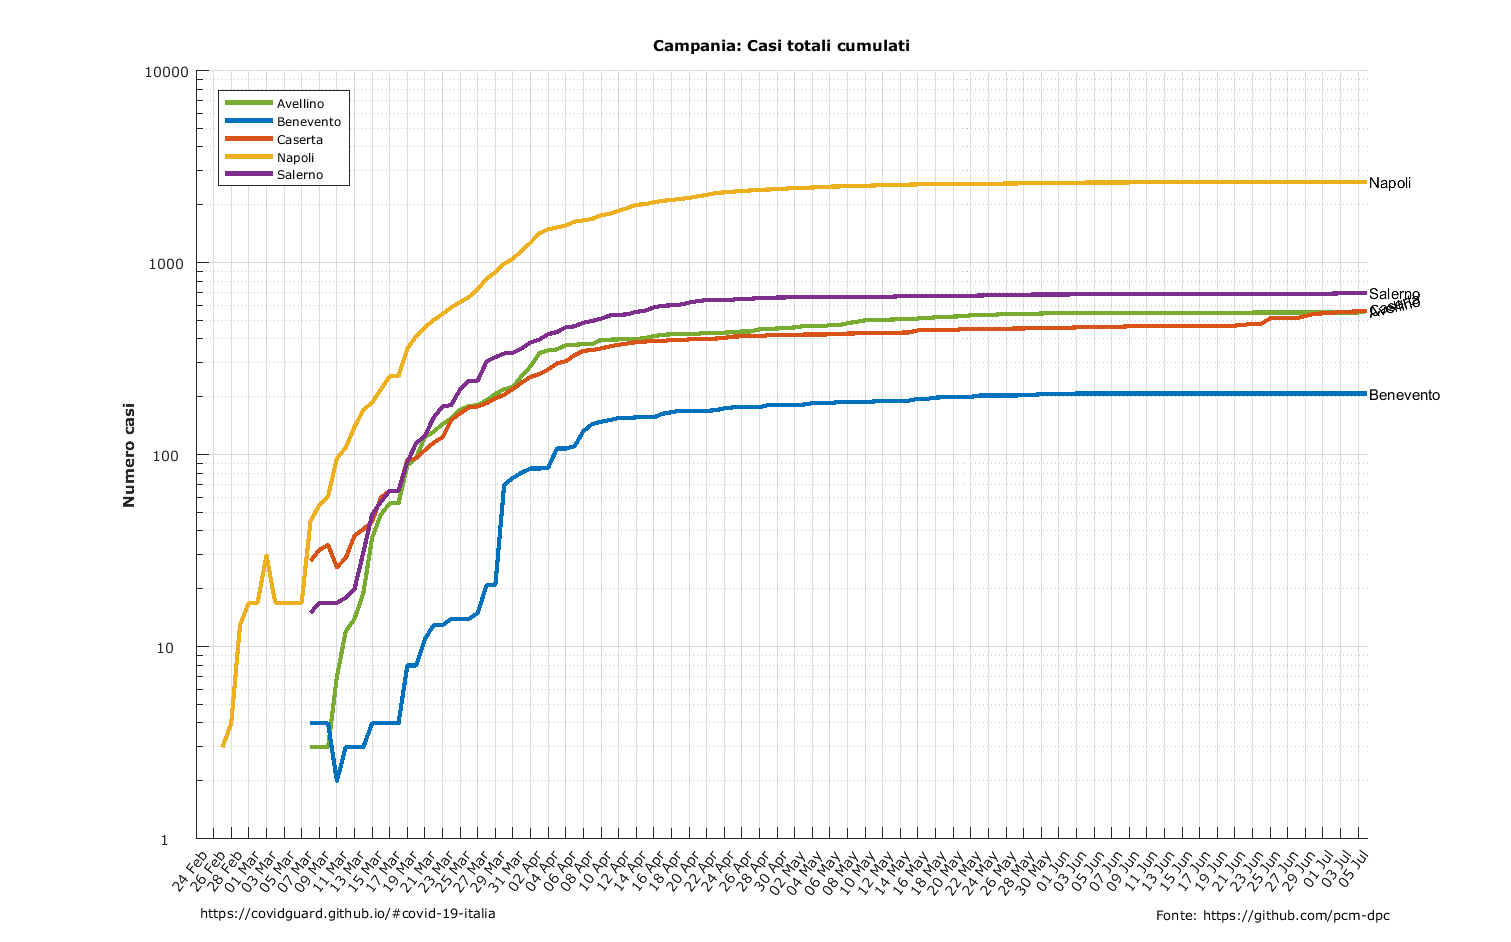 Campania: Casi totali cumulati
10000
1000
100
10
1
Numero casi
Avellino
Benevento
Caserta
Napoli
Salerno
Napoli
Salerno
Caserta
Avellino
Benevento
24 Feb
26 Feb
28 Feb
01 Mar
03 Mar
05 Mar
07 Mar
09 Mar
11 Mar
13 Mar
15 Mar
17 Mar
19 Mar
21 Mar
23 Mar
25 Mar
27 Mar
29 Mar
31 Mar
02 Apr
04 Apr
06 Apr
08 Apr
10 Apr
12 Apr
14 Apr
16 Apr
18 Apr
20 Apr
22 Apr
24 Apr
26 Apr
28 Apr
30 Apr
02 May
04 May
06 May
08 May
10 May
12 May
14 May
16 May
18 May
20 May
22 May
24 May
26 May
28 May
30 May
01 Jun
03 Jun
05 Jun
07 Jun
09 Jun
11 Jun
13 Jun
15 Jun
17 Jun
19 Jun
21 Jun
23 Jun
25 Jun
27 Jun
29 Jun
01 Jul
03 Jul
05 Jul
https://covidguard.github.io/#covid-19-italia
Fonte: https://github.com/pcm-dpc